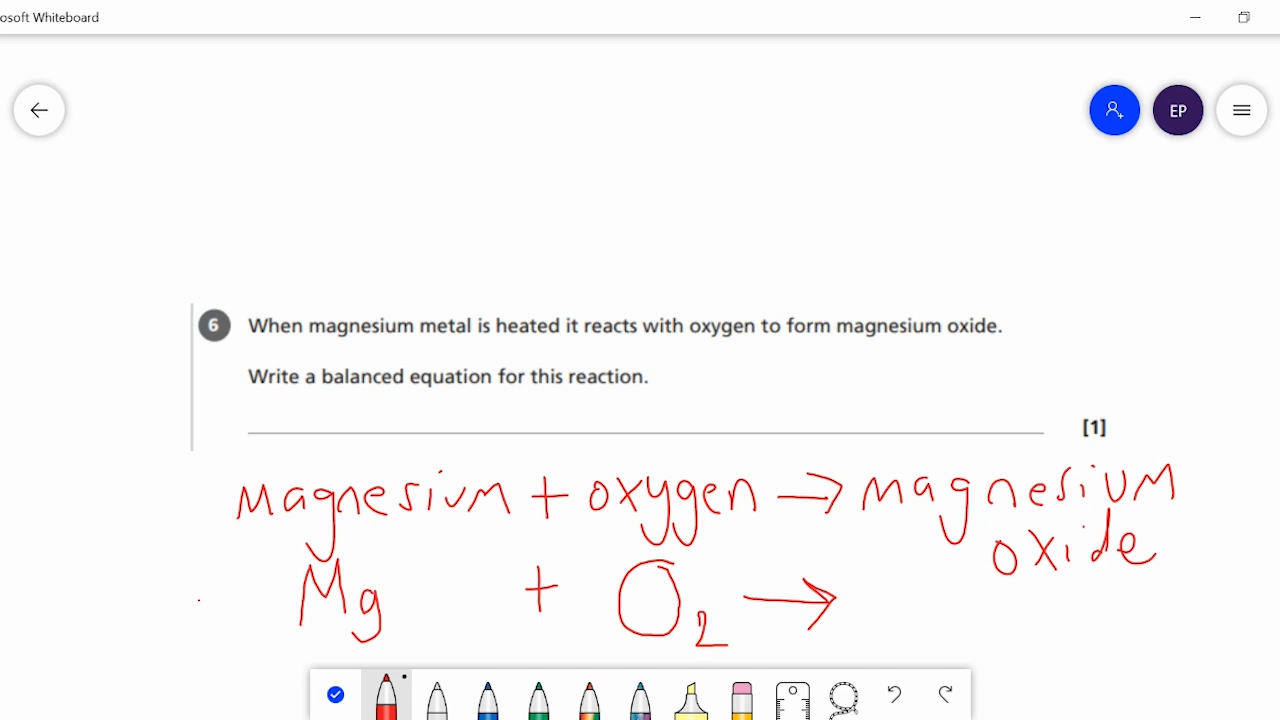 osoft Whiteboard
EP
6 When magnesium metal is heated it reacts with oxygen to form magnesium oxide.
Write a balanced equation for this reaction.
[1]
magnesium + oxygen → magnesium
oxide
Mg + O₂ →